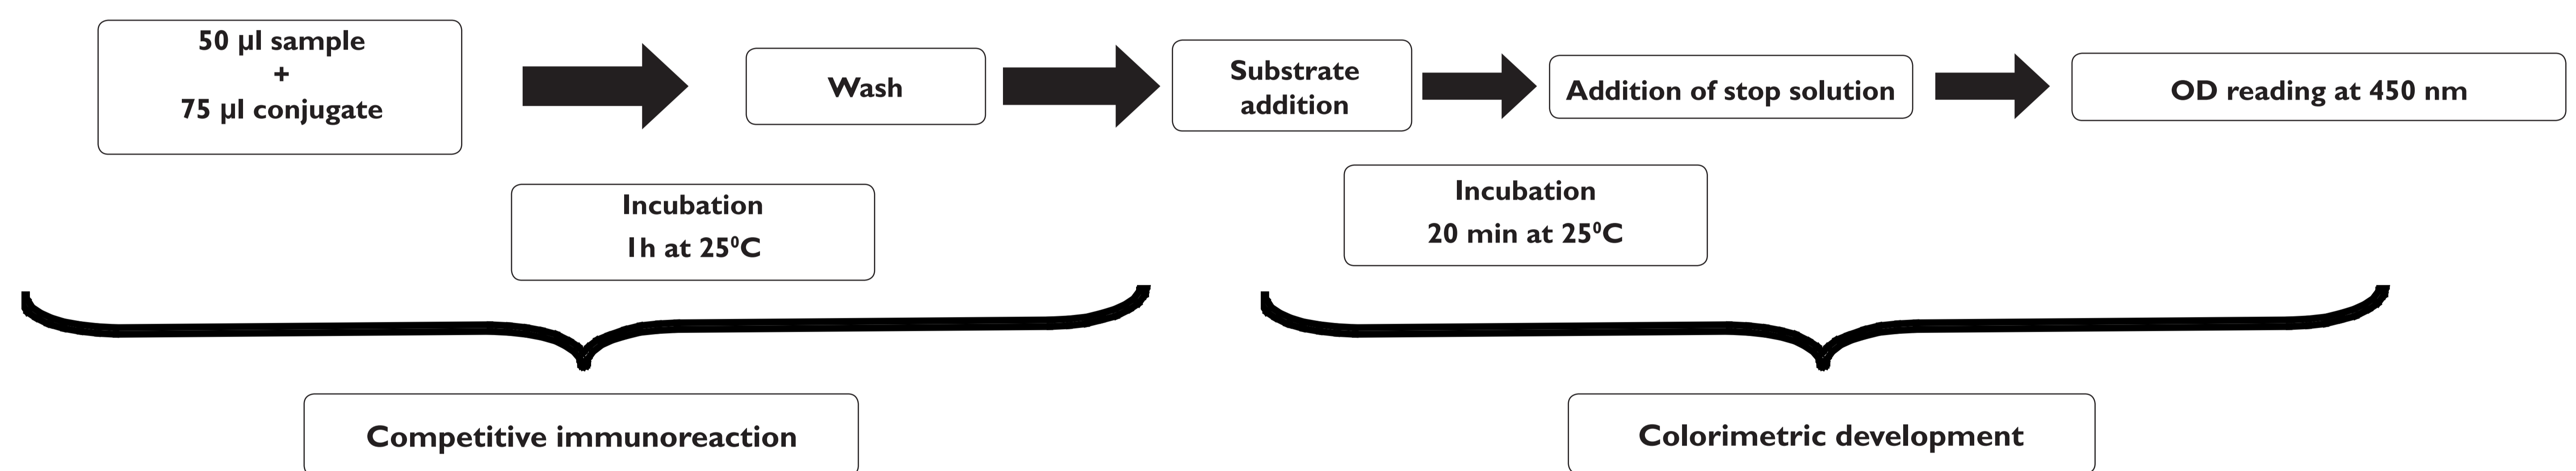 50 µl sample
+
75 µl conjugate
Wash
Substrate
addition
Addition of stop solution
OD reading at 450 nm
Incubation
1h at 25⁰C
Incubation
20 min at 25⁰C
Competitive immunoreaction
Colorimetric development